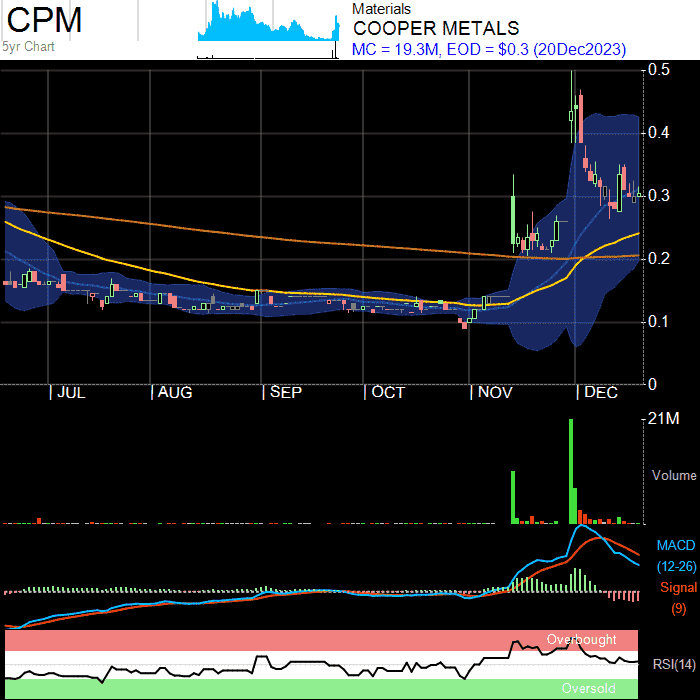 CPM
5yr Chart
Materials
COOPER METALS
MC = 19.3M, EOD = $0.3 (20Dec2023)
0.5
0.4
0.3
0.2
0.1
0
| JUL | AUG | SEP | OCT | NOV | DEC
21M
Volume
MACD
(12-26)
Signal
(9)
Overbought
RSI(14)
Oversold